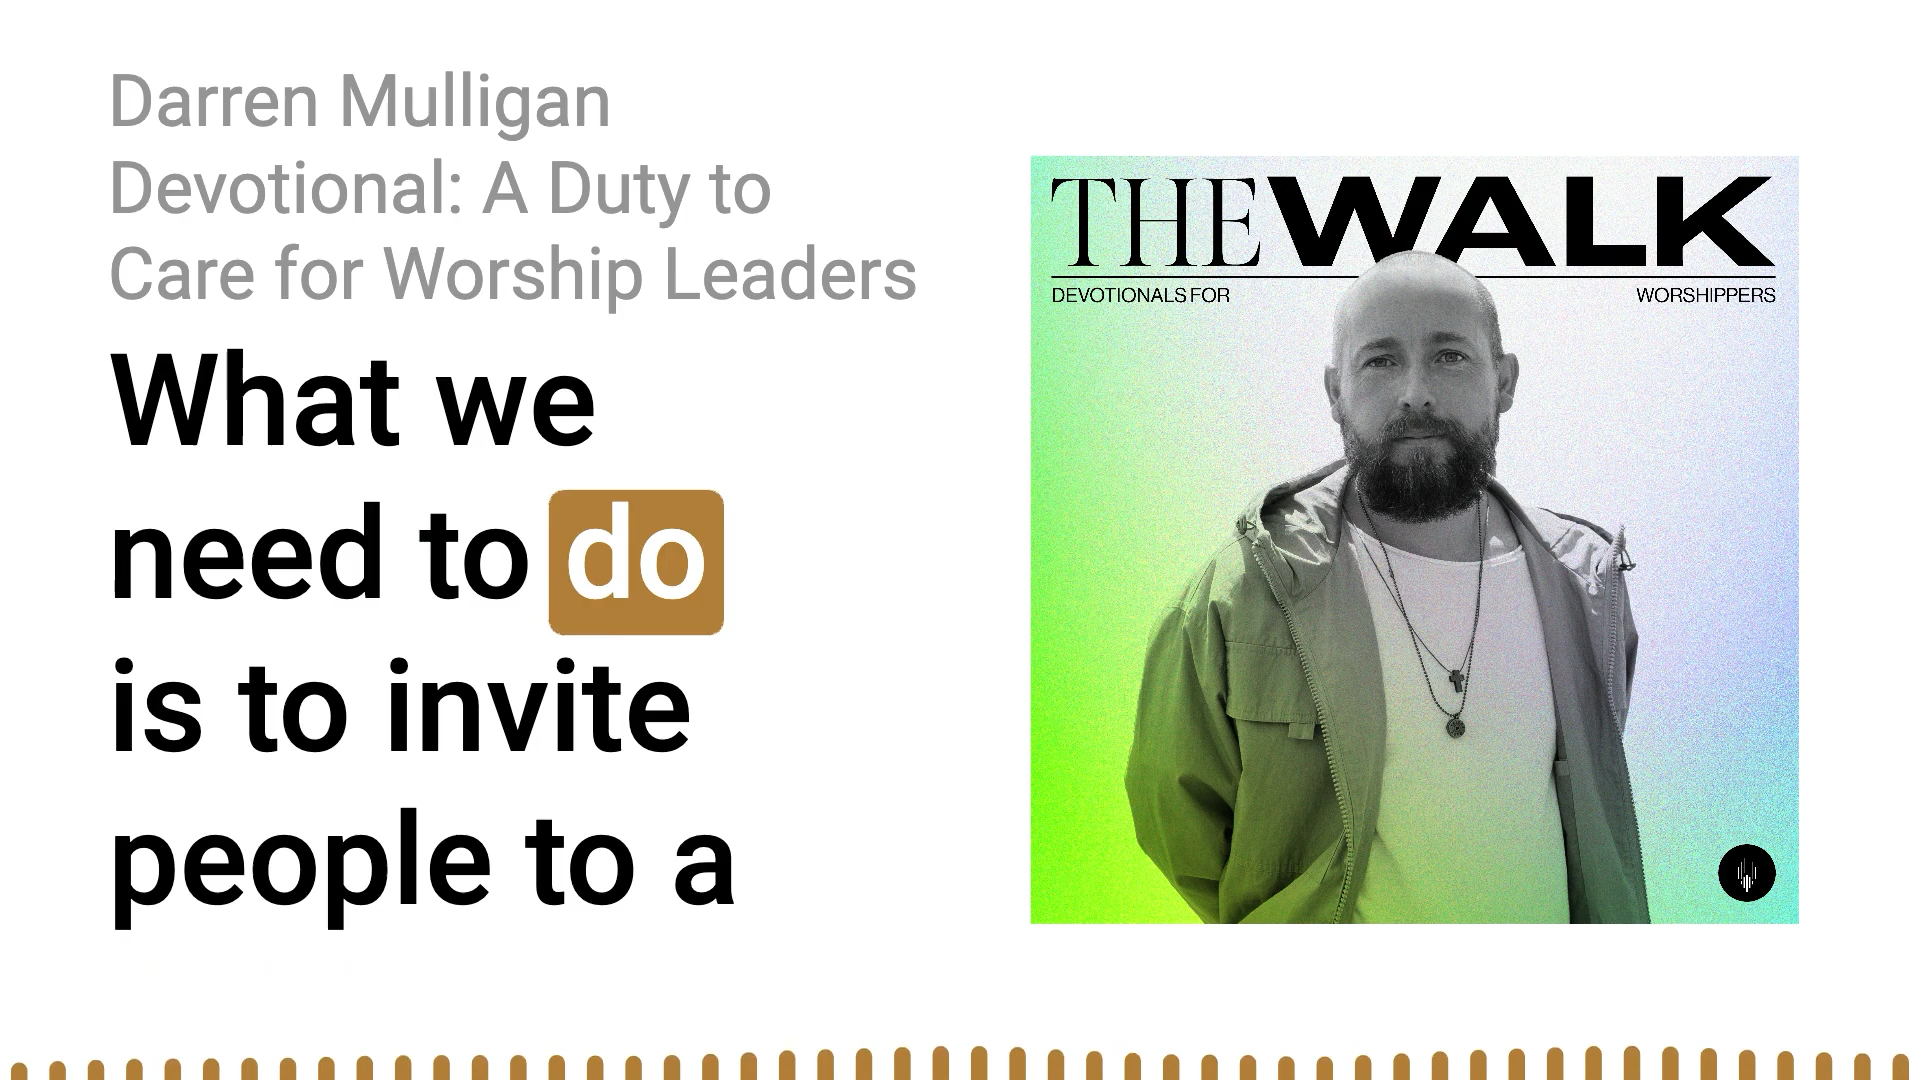 Darren Mulligan
Devotional: A Duty to
Care for Worship Leaders
What we
need to do
is to invite
people to a
THE WALK
DEVOTIONALS FOR WORSHIPPERS